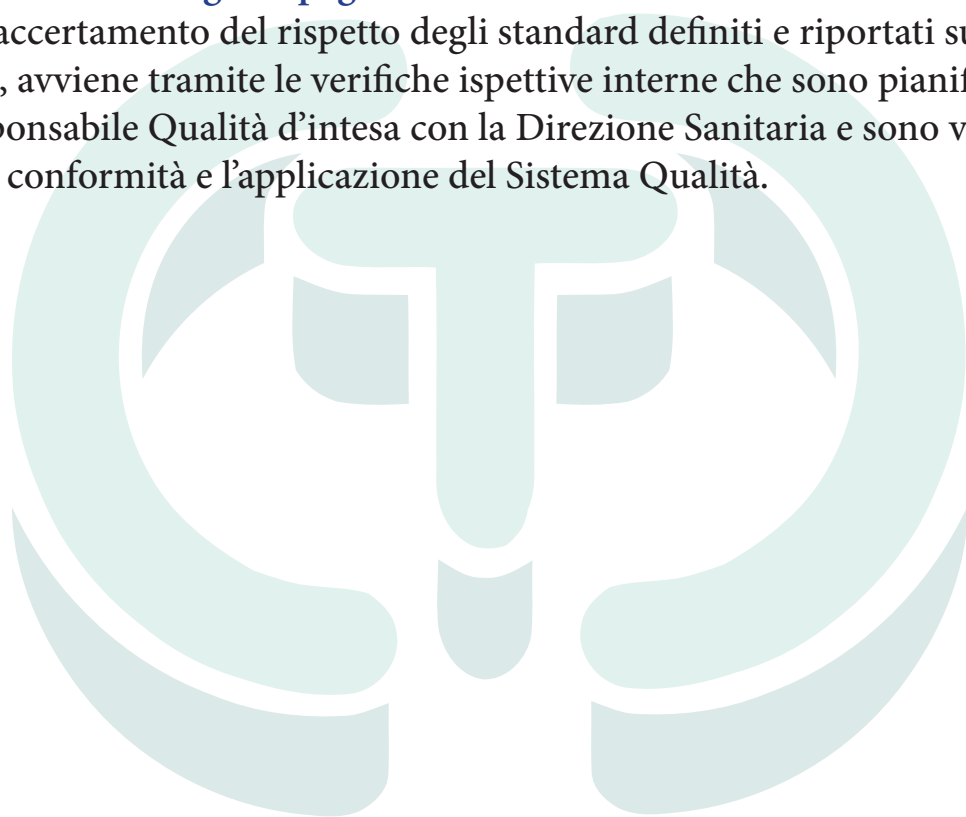 accertamento del rispetto degli standard definiti e riportati su
, avviene tramite le verifiche ispettive interne che sono pianif
ponsabile Qualità d’intesa con la Direzione Sanitaria e sono v
conformità e l’applicazione del Sistema Qualità.